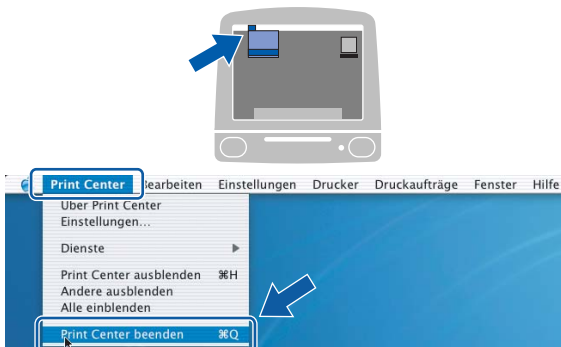 Print Center Bearbeiten Einstellungen Drucker Druckaufträge Fenster Hilfe
Über Print Center
Einstellungen...
Dienste
Print Center ausblenden ⌘H
Andere ausblenden
Alle einblenden
Print Center beenden ⌘Q